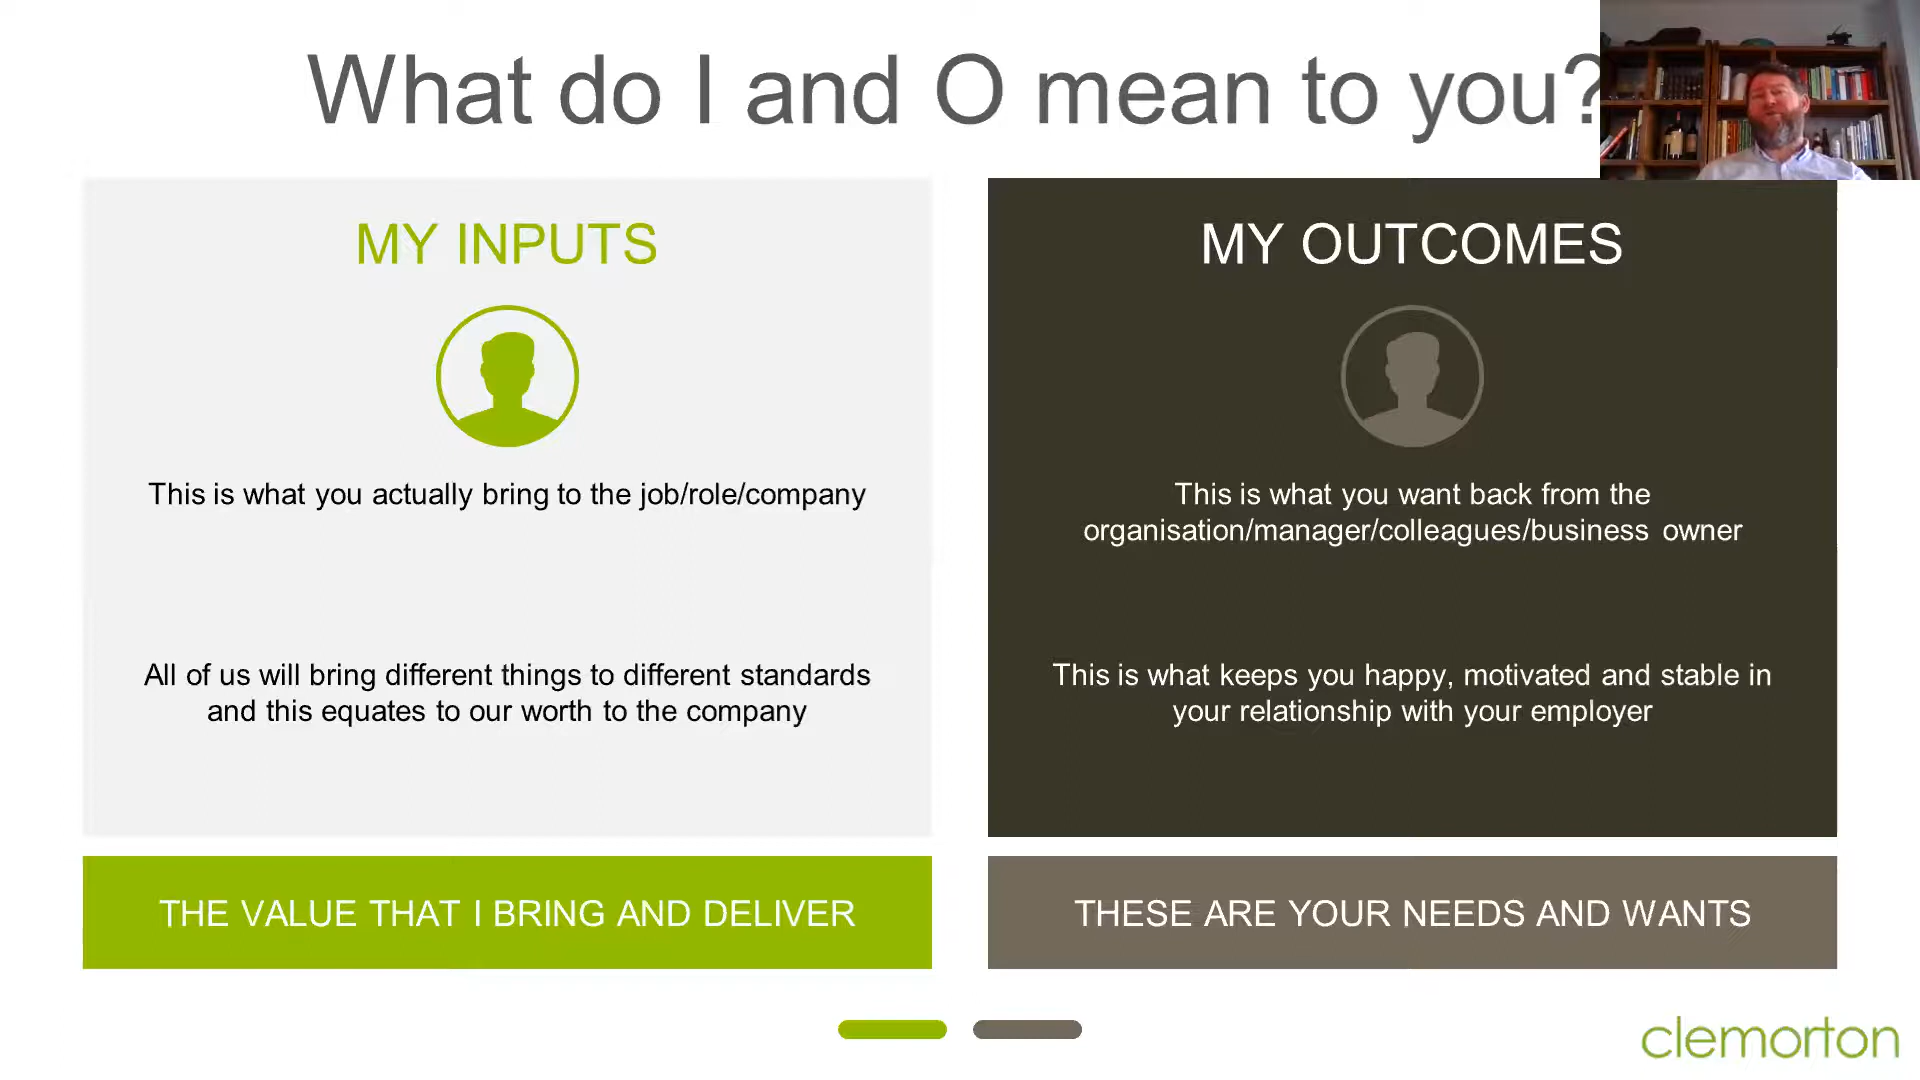 What do I and O mean to you?
MY INPUTS
This is what you actually bring to the job/role/company
All of us will bring different things to different standards
and this equates to our worth to the company
THE VALUE THAT I BRING AND DELIVER
MY OUTCOMES
This is what you want back from the
organisation/manager/colleagues/business owner
This is what keeps you happy, motivated and stable in
your relationship with your employer
THESE ARE YOUR NEEDS AND WANTS
clemorton